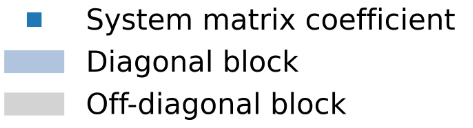 System matrix coefficient
Diagonal block
Off-diagonal block